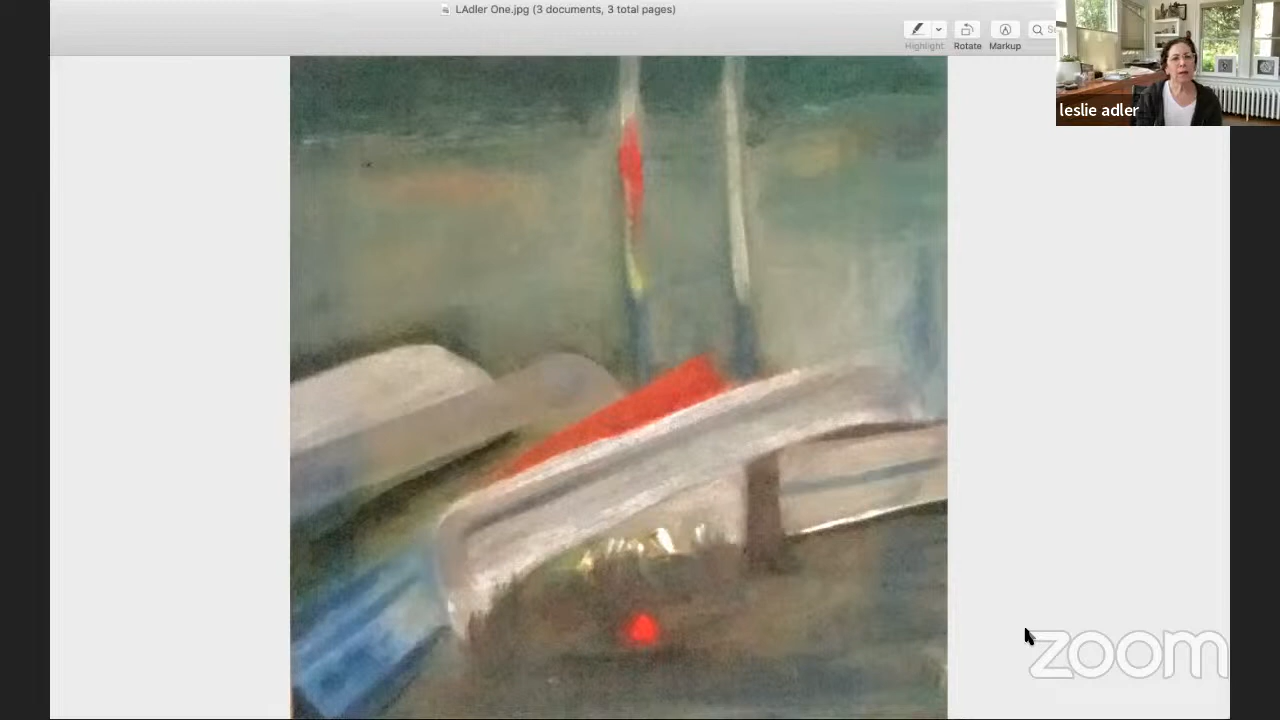 LAdler One.jpg (3 documents, 3 total pages)
Highlight
Rotate
Markup
leslie adler
zoom